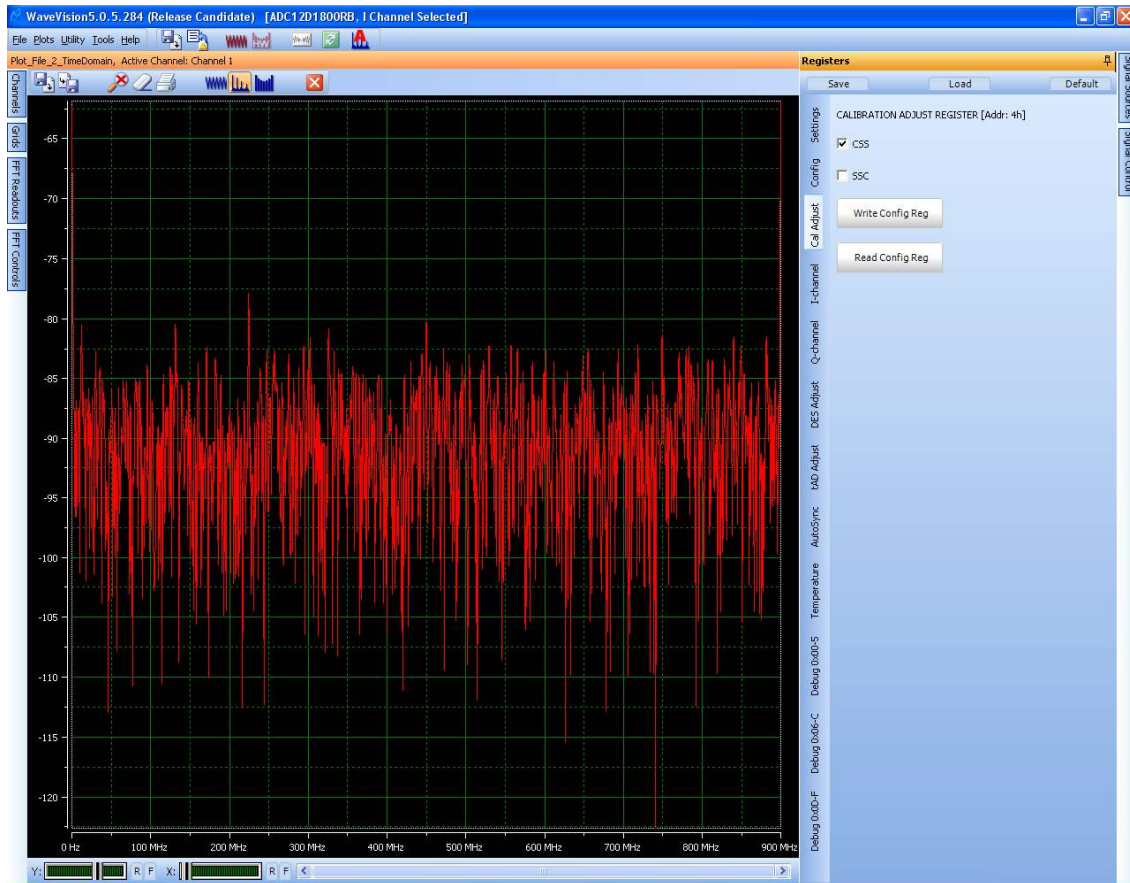 WaveVision5.0.5.284 (Release Candidate) [ADC12D1800RB, I Channel Selected]
File Plots Utility Tools Help
Plot_File_2_TimeDomain, Active Channel: Channel 1
Registers
Save Load Default
Channels
Grids
FFT Readouts
FFT Controls
-65
-70
-75
-80
-85
-90
-95
-100
-105
-110
-115
-120
0 Hz 100 MHz 200 MHz 300 MHz 400 MHz 500 MHz 600 MHz 700 MHz 800 MHz 900 MHz
Y: R F X: R F
Settings
Config
Cal Adjust
I-channel
Q-channel
DES Adjust
tAD Adjust
AutoSync
Temperature
Debug 0x00-5
Debug 0x06-C
Debug 0x0D-F
CALIBRATION ADJUST REGISTER [Addr: 4h]
CSS
SSC
Write Config Reg
Read Config Reg
Signal Sources
Signal Control